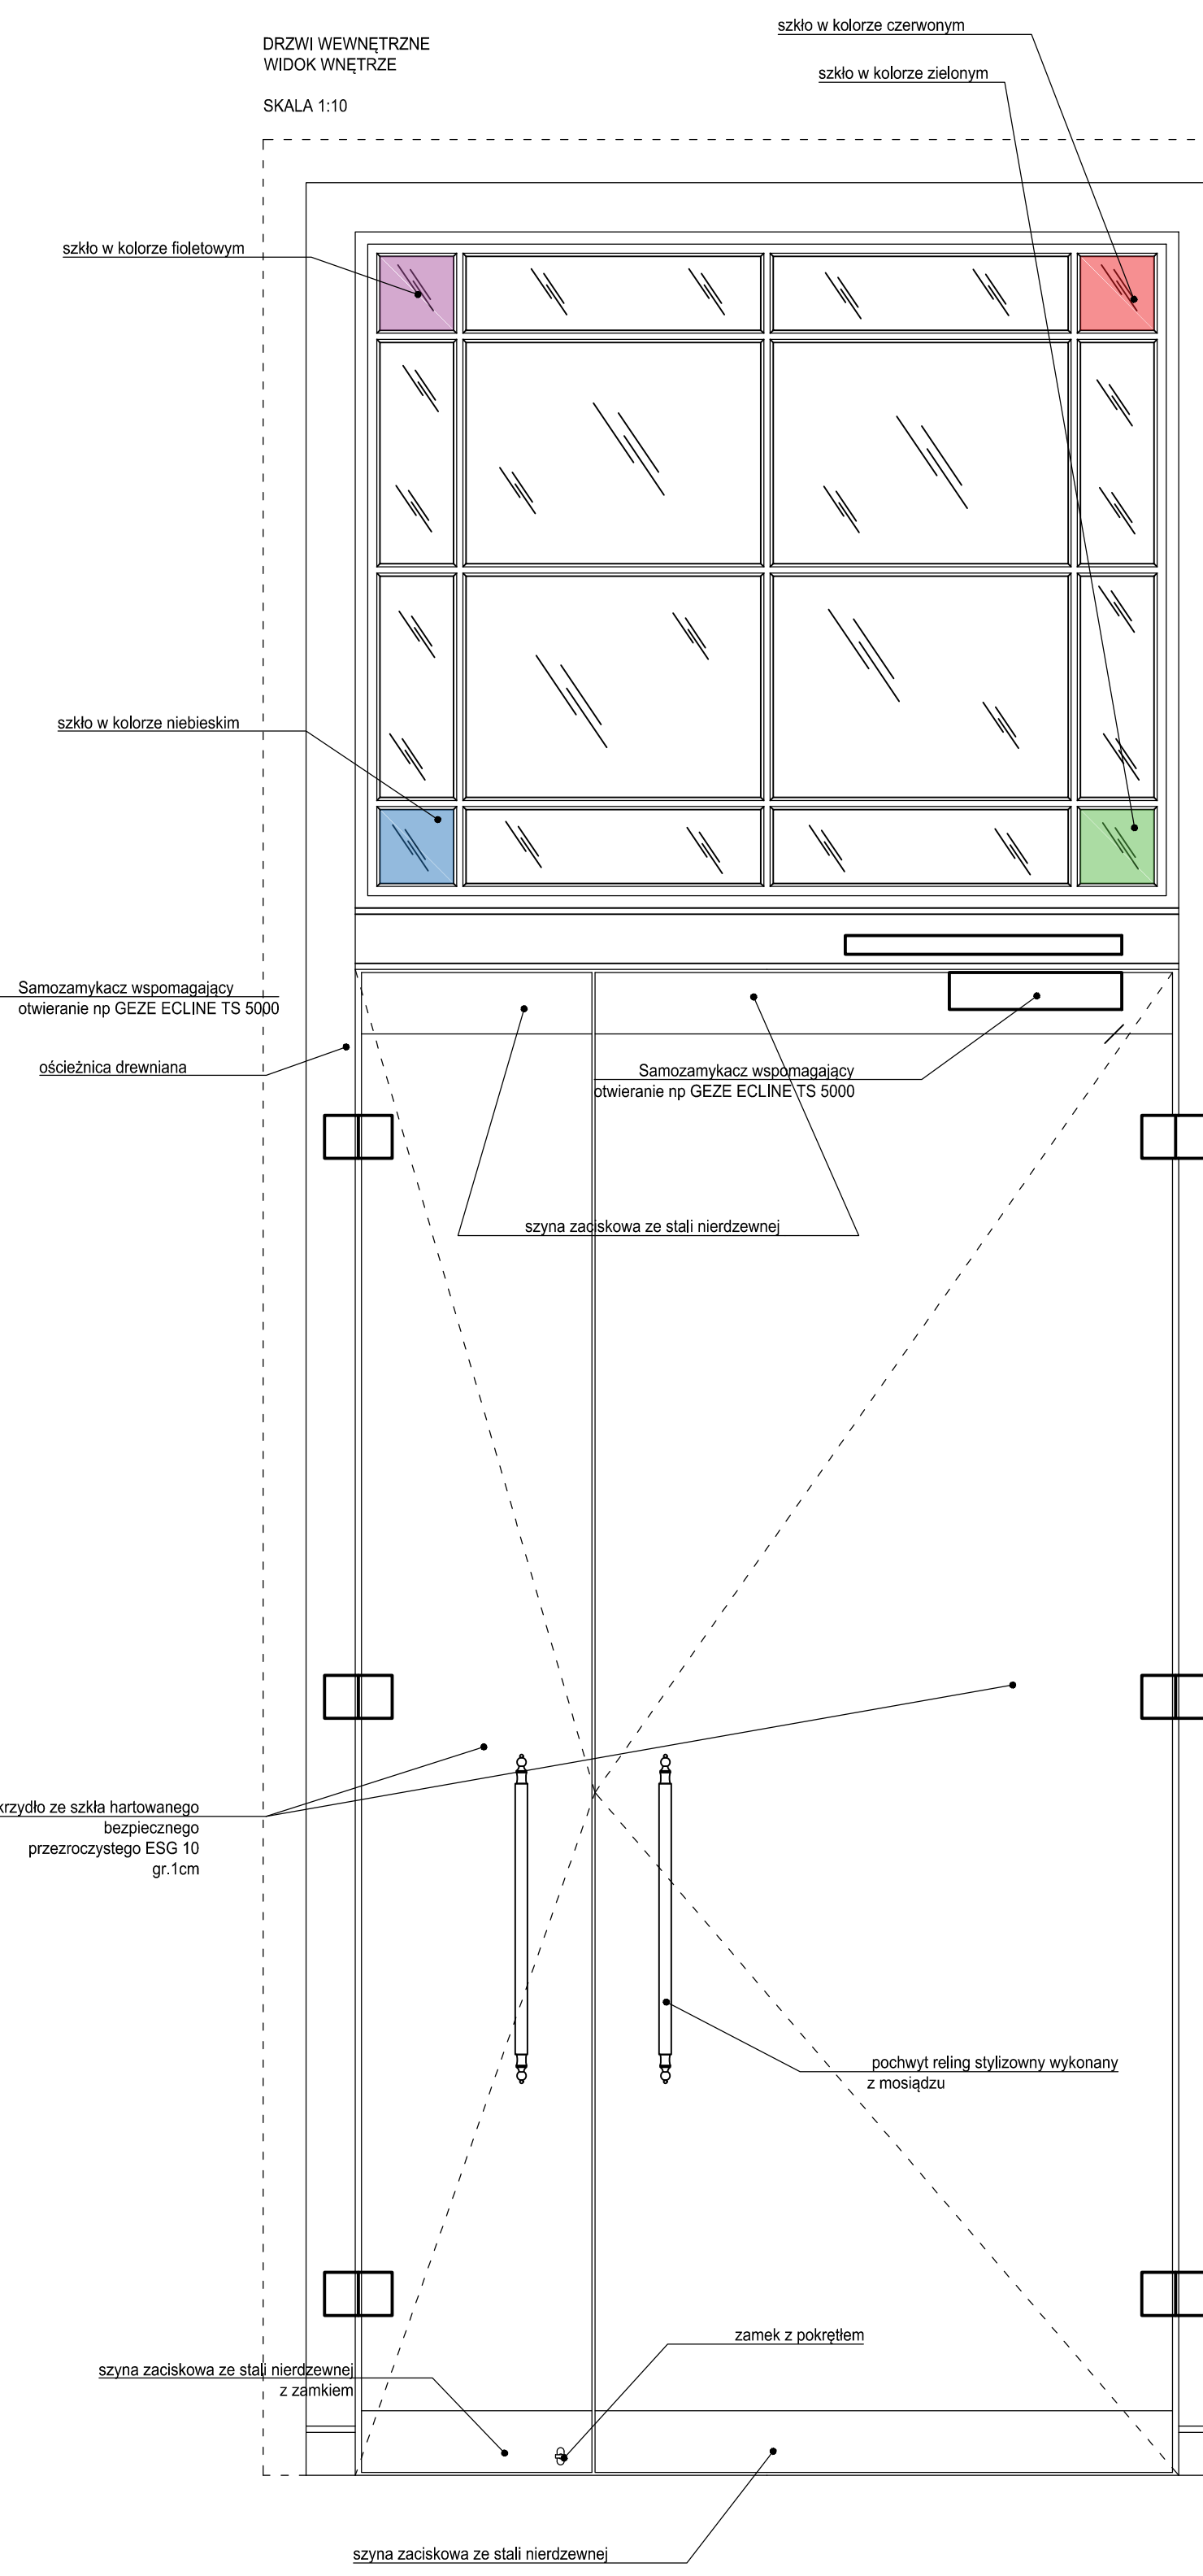 szkło w kolorze czerwonym
DRZWI WEWNĘTRZNE
WIDOK WNĘTRZE
szkło w kolorze zielonym
SKALA 1:10
szkło w kolorze fioletowym
szkło w kolorze niebieskim
Samozamykacz wspomagający
otwieranie np GEZE ECLINE TS 5000
ościeżnica drewniana
Samozamykacz wspomagający
otwieranie np GEZE ECLINE TS 5000
szyna zaciskowa ze stali nierdzewnej
krzydło ze szkła hartowanego
bezpiecznego
przezroczystego ESG 10
gr.1cm
pochwyt reling stylizowny wykonany
z mosiądzu
zamek z pokrętłem
szyna zaciskowa ze stali nierdzewnej
z zamkiem
szyna zaciskowa ze stali nierdzewnej